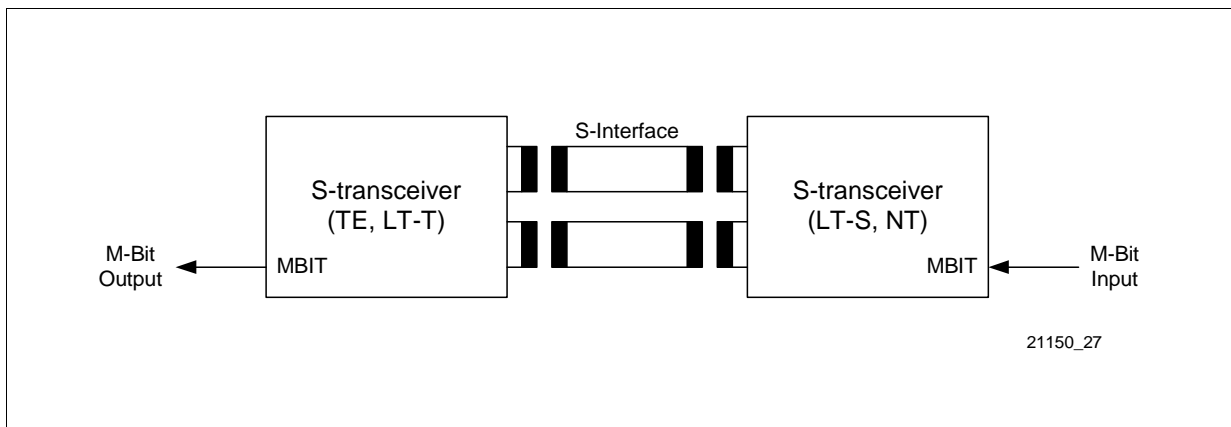 S-Interface
S-transceiver
(TE, LT-T)
S-transceiver
(LT-S, NT)
M-Bit
Output
MBIT
MBIT
M-Bit
Input
21150_27